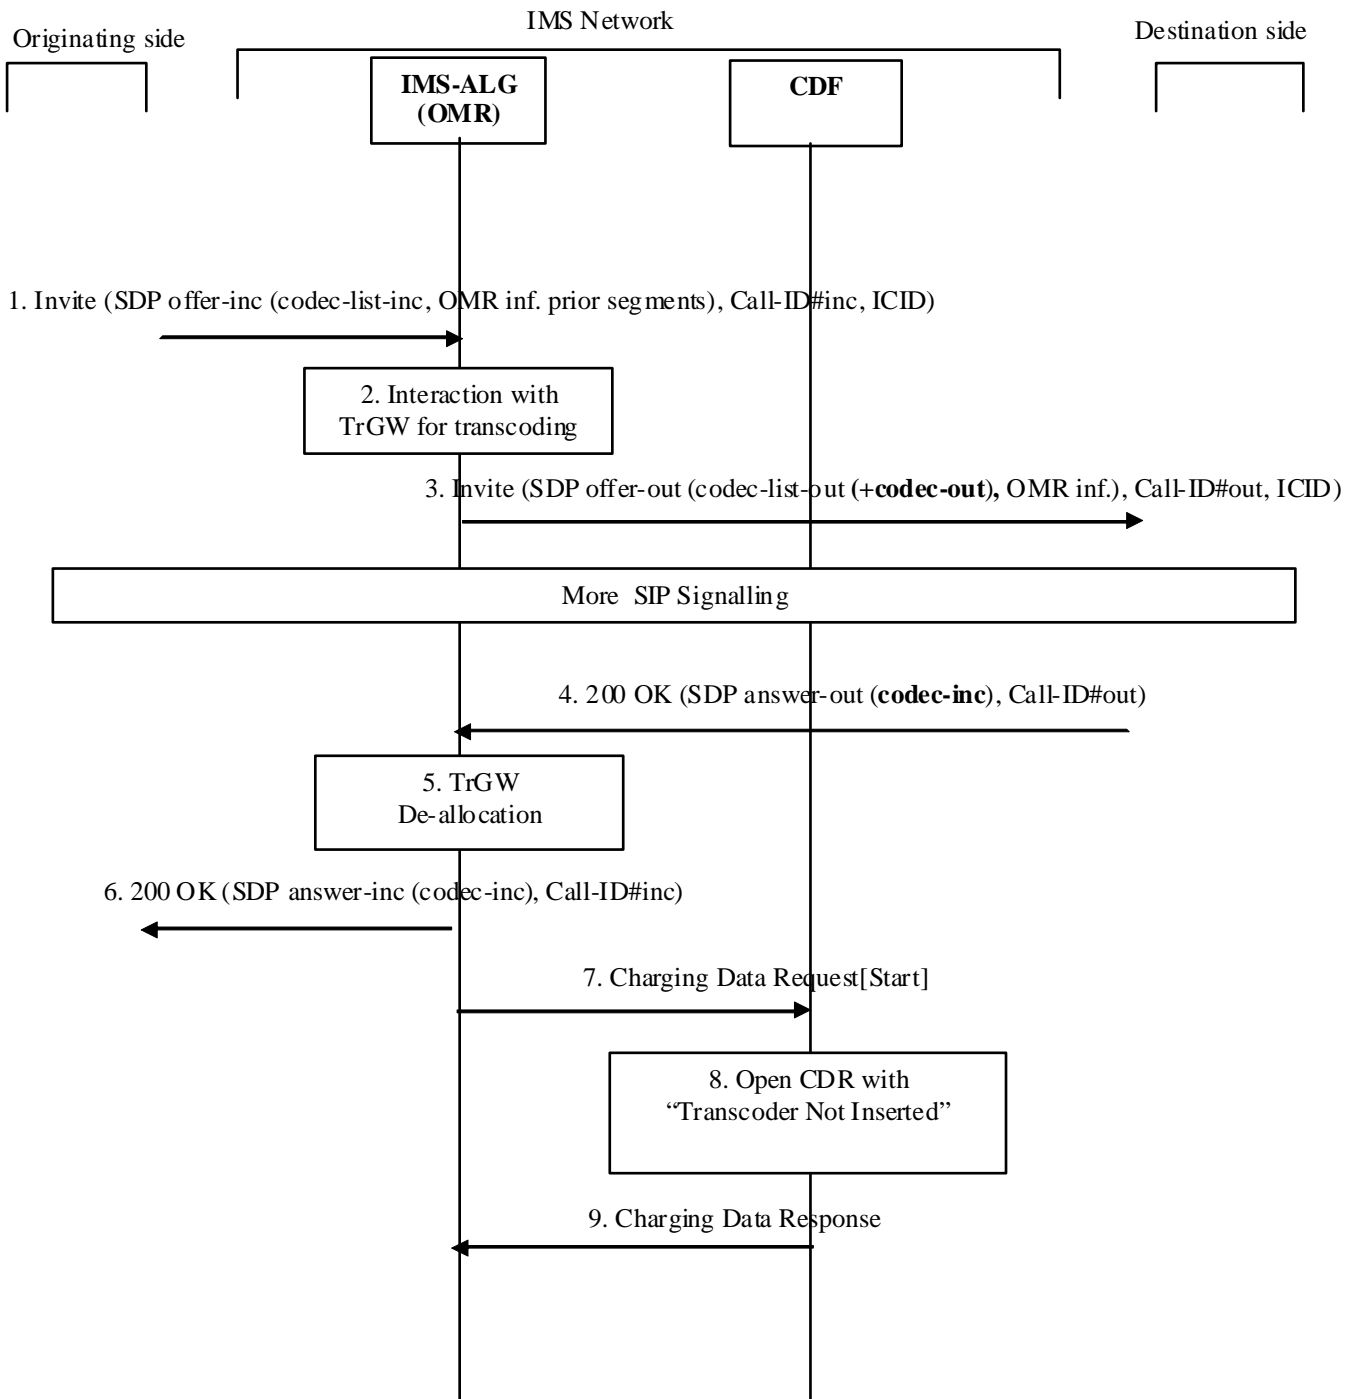 IMS Network
Originating side
Destination side
IMS-ALG
(OMR)
CDF
1. Invite (SDP offer-inc (codec-list-inc, OMR inf. prior segments), Call-ID#inc, ICID)
2. Interaction with
TrGW for transcoding
3. Invite (SDP offer-out (codec-list-out (+codec-out), OMR inf.), Call-ID#out, ICID)
More SIP Signalling
4. 200 OK (SDP answer-out (codec-inc), Call-ID#out)
5. TrGW
De-allocation
6. 200 OK (SDP answer-inc (codec-inc), Call-ID#inc)
7. Charging Data Request[Start]
8. Open CDR with
“Transcoder Not Inserted”
9. Charging Data Response